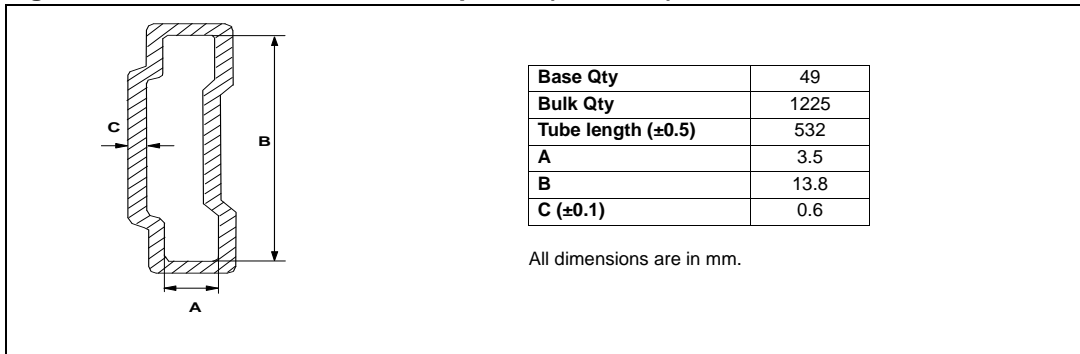 C
B
A
Base Qty 49
Bulk Qty 1225
Tube length (±0.5) 532
A 3.5
B 13.8
C (±0.1) 0.6
All dimensions are in mm.